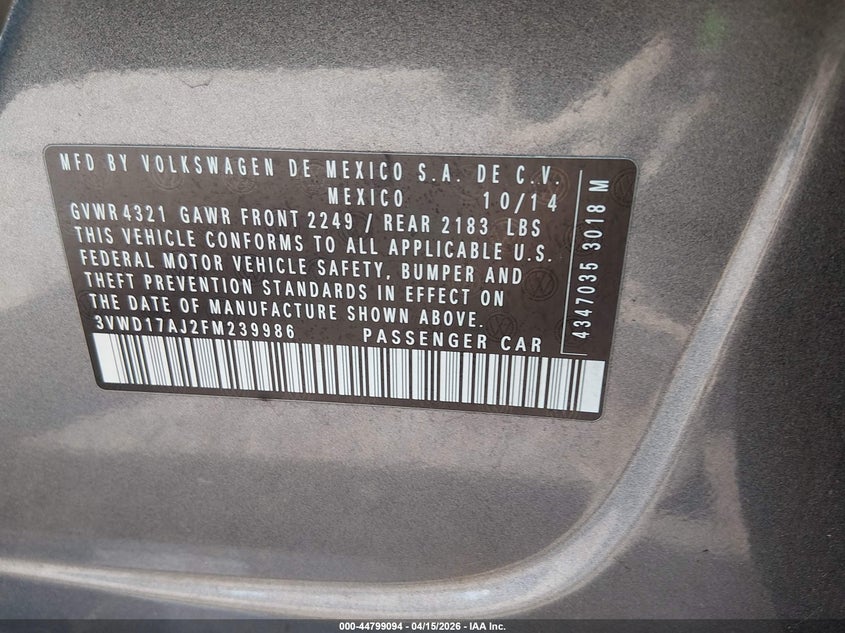 MFD BY VOLKSWAGEN DE MEXICO S.A. DE C.V.
MEXICO 10/14
GVWR 4321 GAWR FRONT 2249 / REAR 2183 LBS
THIS VEHICLE CONFORMS TO ALL APPLICABLE U.S.
FEDERAL MOTOR VEHICLE SAFETY, BUMPER AND
THEFT PREVENTION STANDARDS IN EFFECT ON
THE DATE OF MANUFACTURE SHOWN ABOVE.
3VWD17AJ2FM239986 PASSENGER CAR
4347035 3018 M
000-44799094 - 04/15/2026 - IAA Inc.